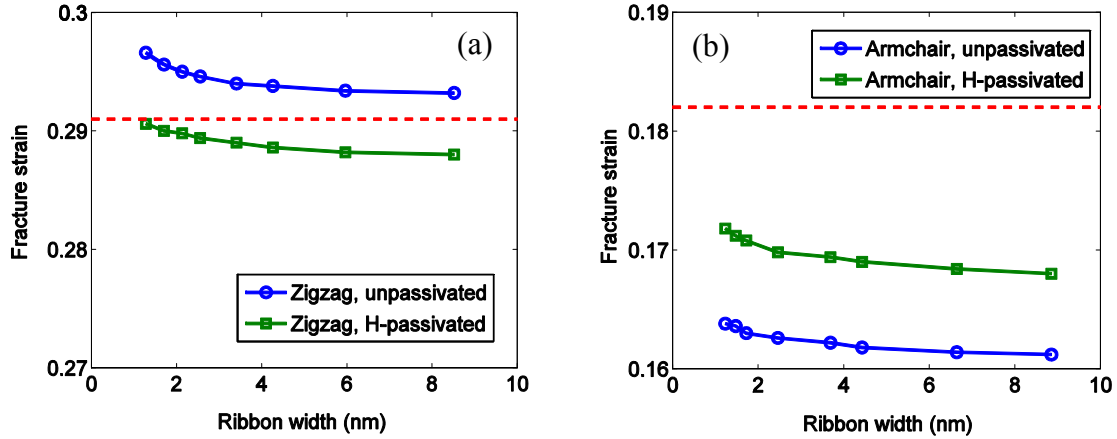 (a)
0.3
0.29
0.28
0.27
Fracture strain
Zigzag, unpassivated
Zigzag, H-passivated
0 2 4 6 8 10
Ribbon width (nm)
(b)
0.19
0.18
0.17
0.16
Fracture strain
Armchair, unpassivated
Armchair, H-passivated
0 2 4 6 8 10
Ribbon width (nm)